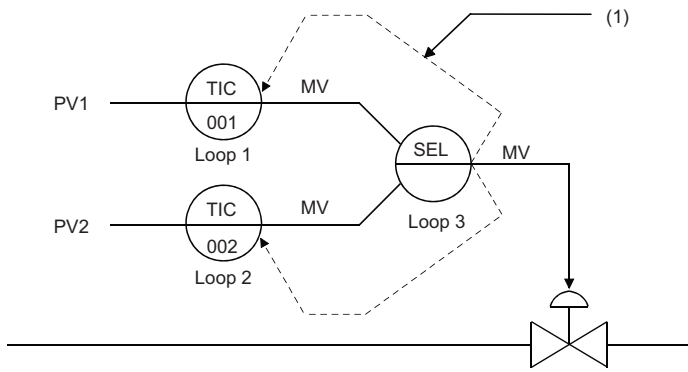 (1)
PV1
TIC
001
MV
Loop 1
SEL
MV
Loop 3
PV2
TIC
002
MV
Loop 2